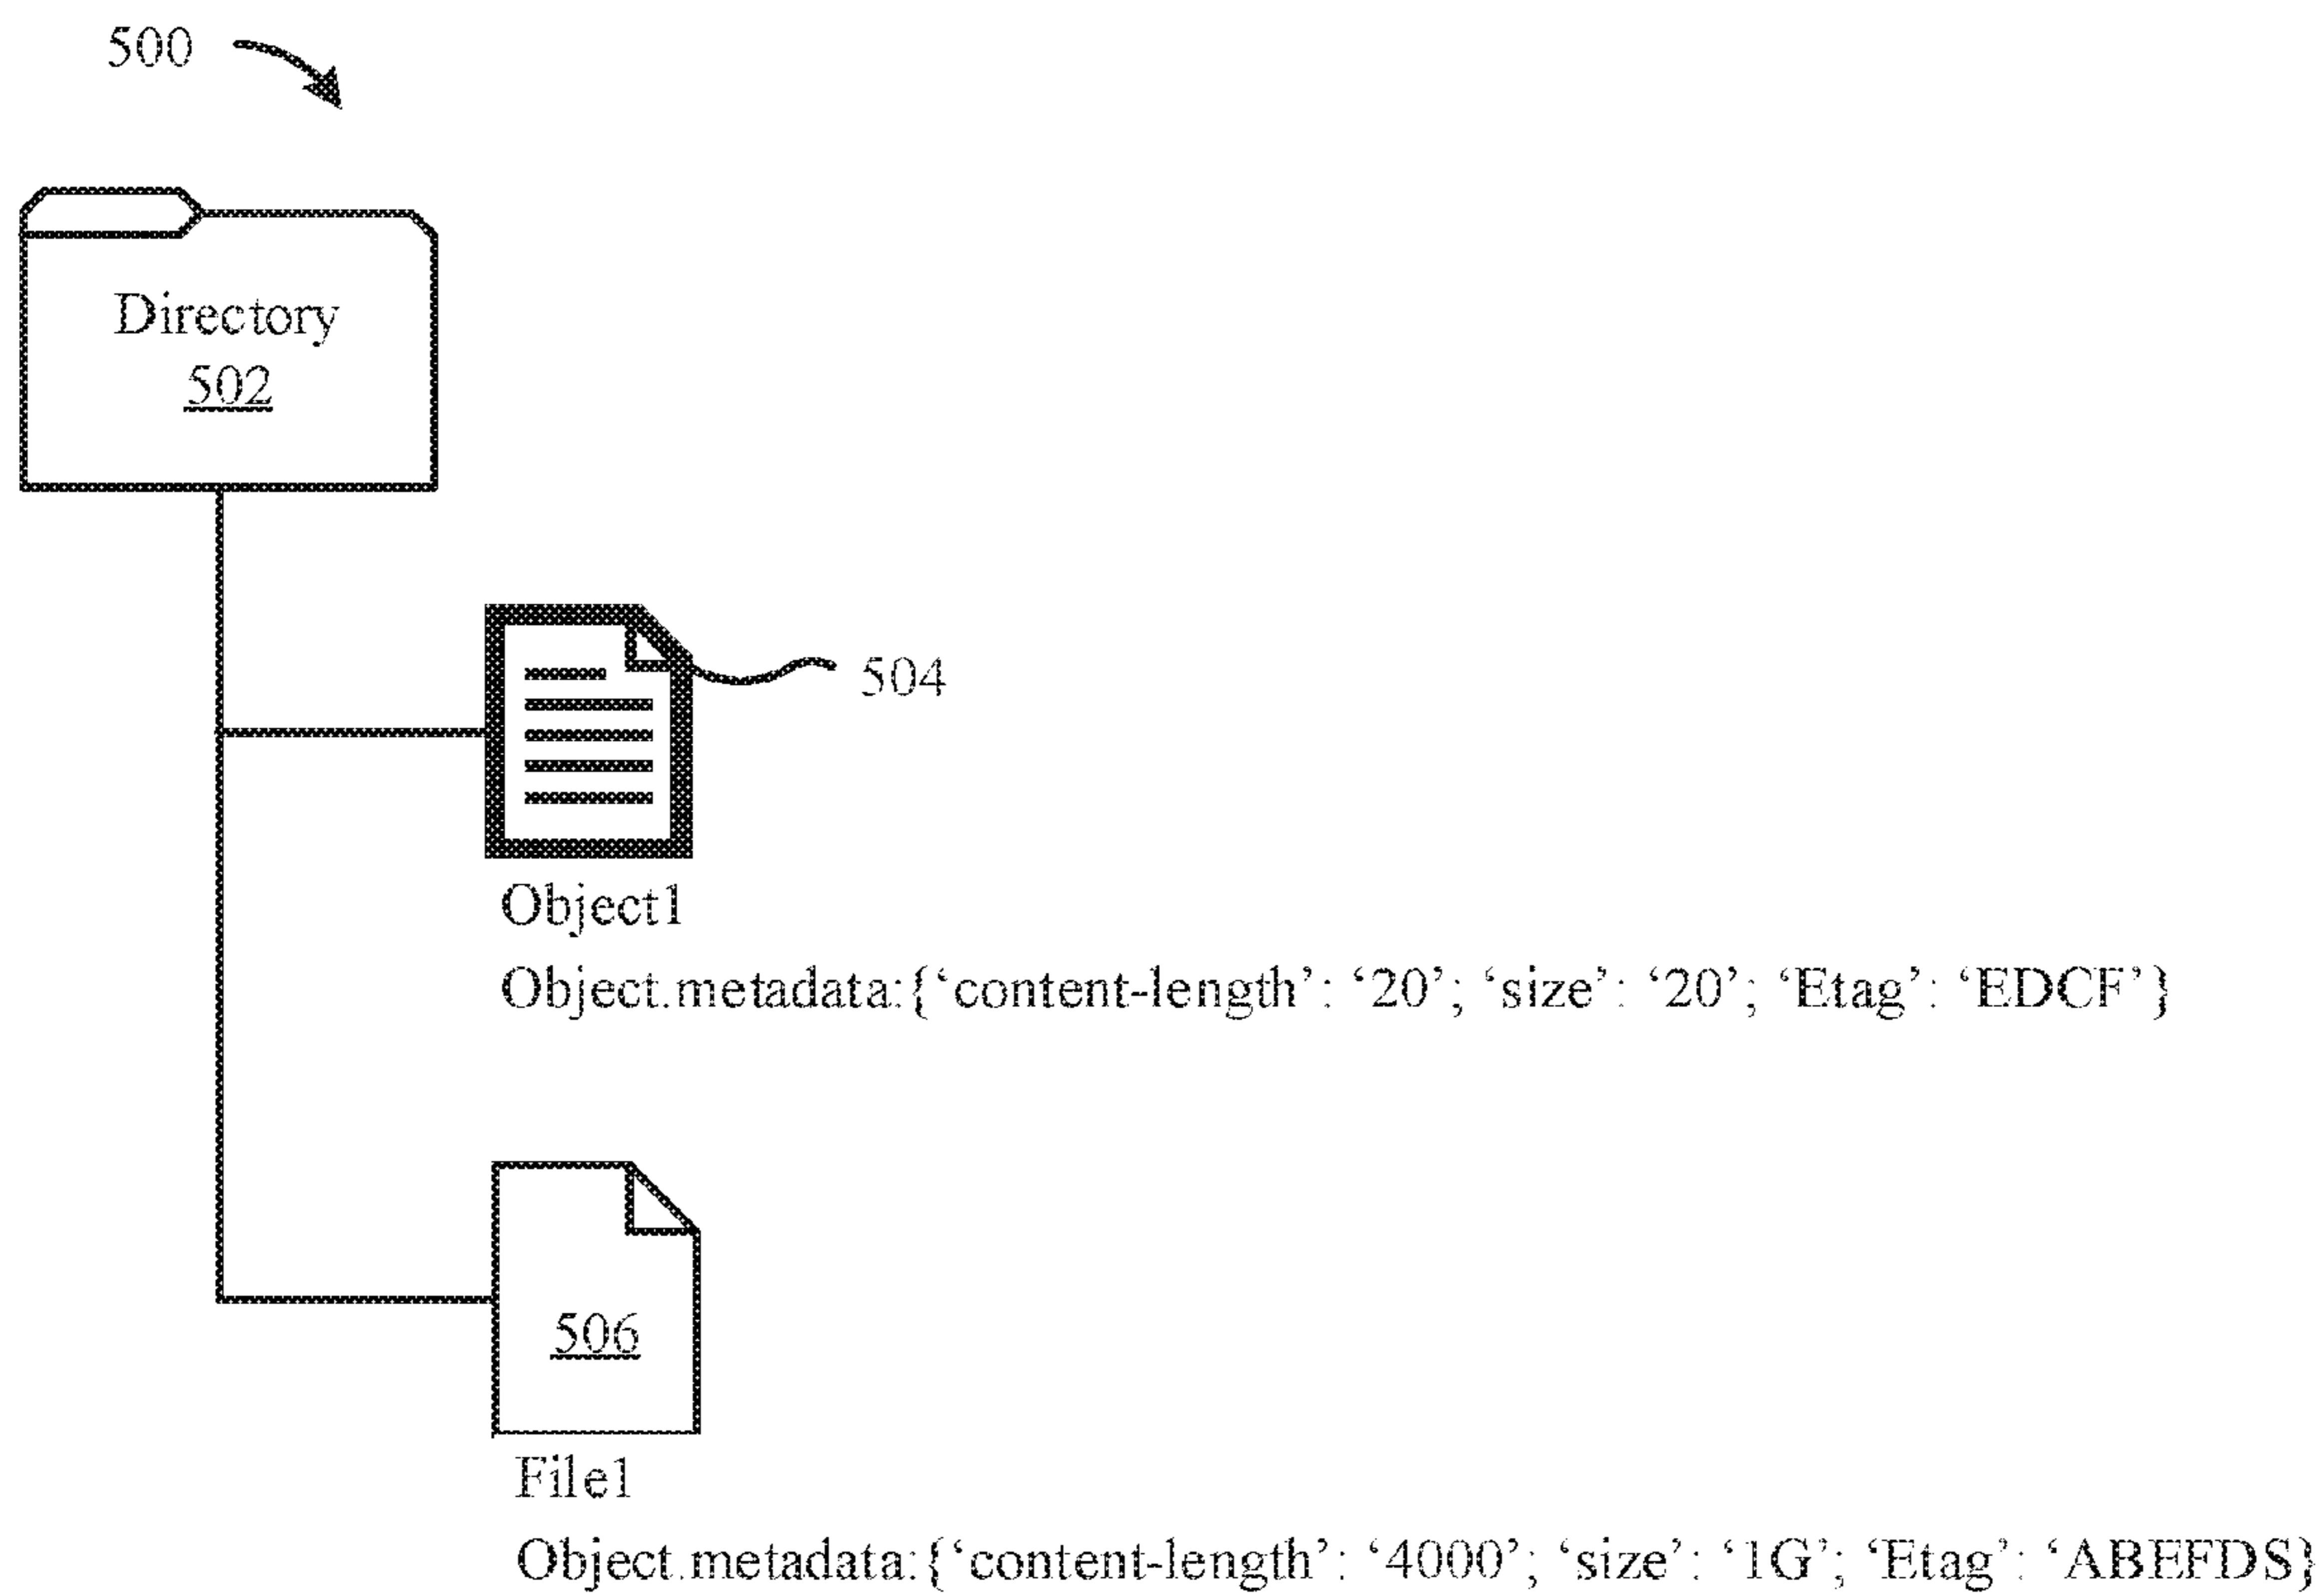 500
Directory
502
504
Object1
Object.metadata:{‘content-length’: ‘20’; ‘size’: ‘20’; ‘Etag’: ‘EDCF’}
506
File1
Object.metadata:{‘content-length’: ‘4000’; ‘size’: ‘1G’; ‘Etag’: ‘ABEFDS}